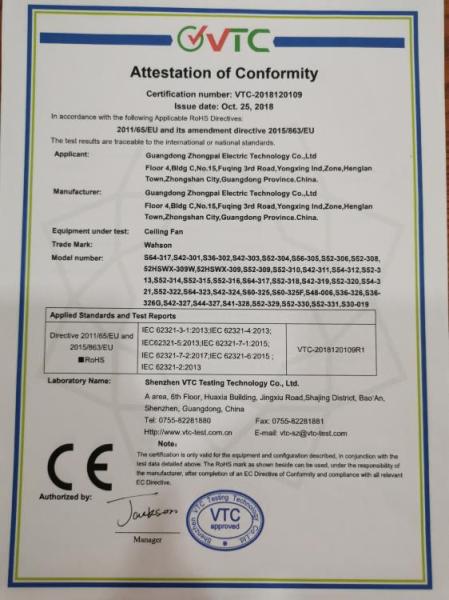 VTC
Attestation of Conformity
Certification number: VTC-2018120109
Issue date: Oct. 25, 2018
In accordance with the following Applicable RoHS Directives:
2011/65/EU and its amendment directive 2015/863/EU
The test results are traceable to the international or national standards.
Applicant: Guangdong Zhongpai Electric Technology Co.,Ltd
Floor 4,Bldg C,No.15,Fuqing 3rd Road,Yongxing Ind,Zone,Henglan
Town,Zhongshan City,Guangdong Province.China.
Manufacturer: Guangdong Zhongpai Electric Technology Co.,Ltd
Floor 4,Bldg C,No.15,Fuqing 3rd Road,Yongxing Ind,Zone,Henglan
Town,Zhongshan City,Guangdong Province.China.
Equipment under test: Ceiling Fan
Trade Mark: Wahson
Model number: S64-317,S42-301,S36-302,S42-303,S52-304,S56-305,S52-306,S52-308,
52HSWX-309W,52HSWX-309,S52-309,S52-310,S42-311,S54-312,S52-3
13,S52-314,S52-315,S52-316,S64-317,S52-318,S42-319,S52-320,S54-3
21,S52-322,S64-323,S42-324,S60-325,S60-325F,S48-006,S36-326,S36-
326G,S42-327,S44-327,S41-328,S52-329,S52-330,S52-331,S30-019
Applied Standards and Test Reports
Directive 2011/65/EU and
2015/863/EU
■RoHS
IEC 62321-3-1:2013;IEC 62321-4:2013;
IEC62321-5:2013;IEC 62321-7-1:2015;
IEC 62321-7-2:2017;IEC 62321-6:2015 ;
IEC 62321-2:2013
VTC-2018120109R1
Laboratory Name: Shenzhen VTC Testing Technology Co., Ltd.
A area, 6th Floor, Huaxia Building, Jingxiu Road,Shajing District, Bao'An,
Shenzhen, Guangdong, China
Tel: 0755-82281880 Fax: 0755-82281881
Http://www.vtc-test.com.cn E-mail: vtc-sz@vtc-test.com
Note:
The certification is only valid for the equipment and configuration described, in conjunction with the
test data detailed above. The RoHS mark as shown beside can be used, under the responsibility of
the manufacturer, after completion of an EC Directive of Conformity and compliance with all relevant
EC Directive.
CE
Authorized by:
Jackson
Manager
Shenzhen VTC Testing Technology Co., Ltd.
VTC
approved